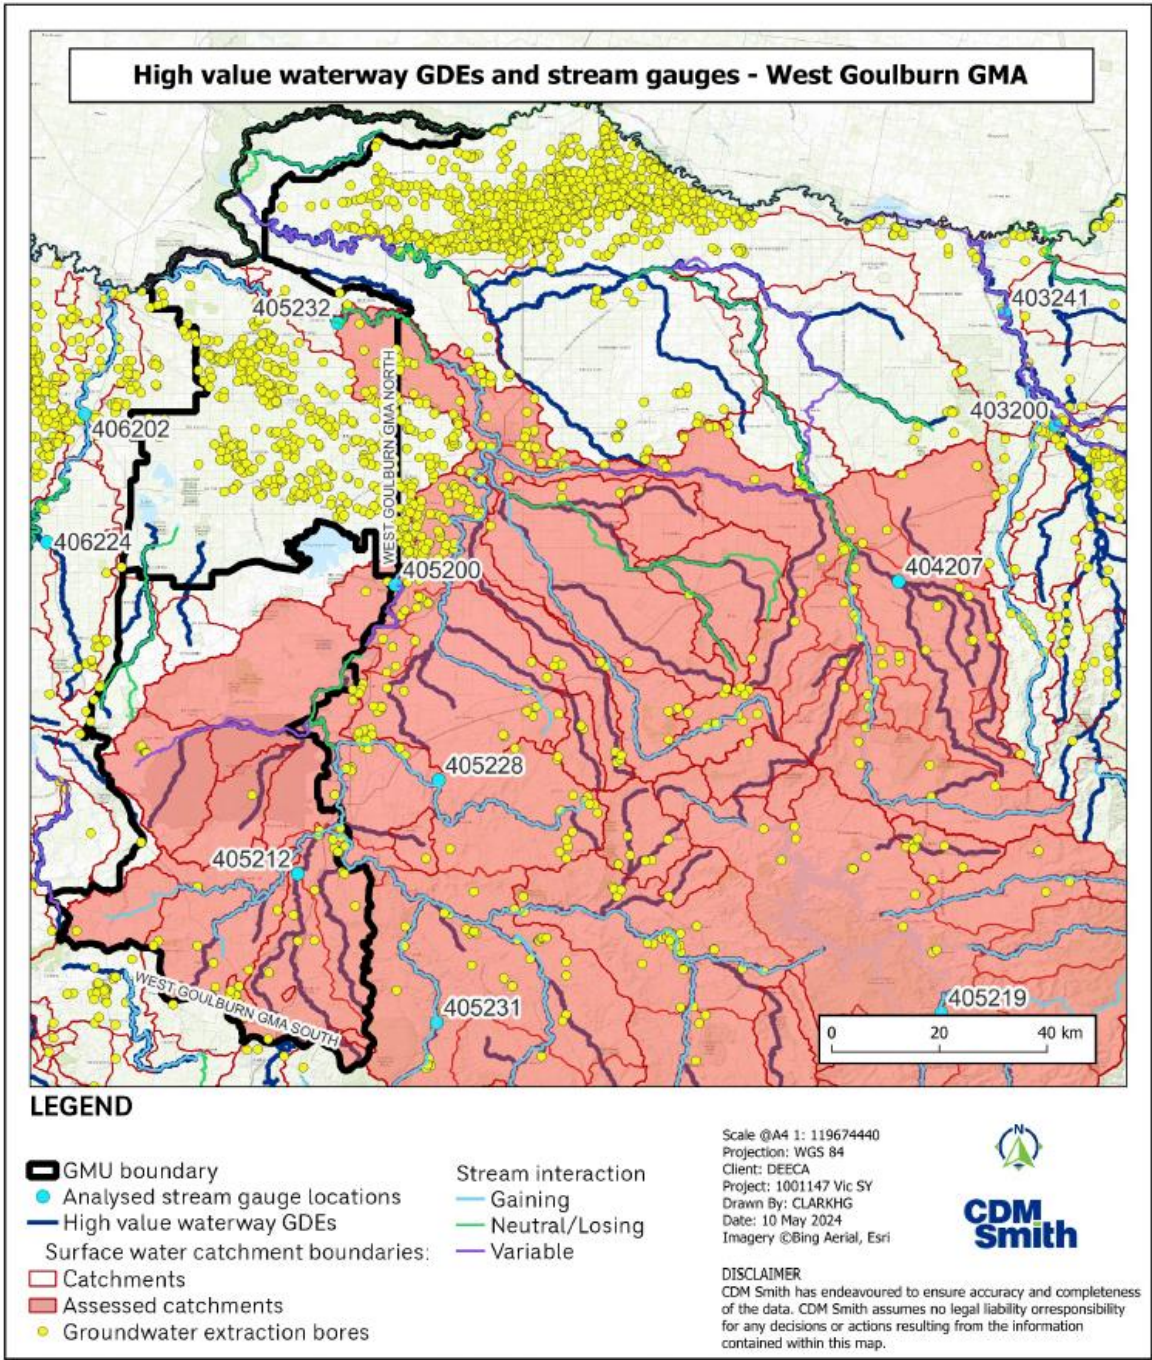 High value waterway GDEs and stream gauges - West Goulburn GMA
405232
403241
WEST GOULBURN GMA NORTH
403200
406202
406224
405200
404207
405228
405212
WEST GOULBURN GMA SOUTH
405231
405219
0 20 40 km
LEGEND
GMU boundary
Analysed stream gauge locations
High value waterway GDEs
Surface water catchment boundaries:
Catchments
Assessed catchments
Groundwater extraction bores
Stream interaction
Gaining
Neutral/Losing
Variable
Scale @A4 1: 119674440
Projection: WGS 84
Client: DEECA
Project: 1001147 Vic SY
Drawn By: CLARKHG
Date: 10 May 2024
Imagery ©Bing Aerial, Esri
N
CDM
Smith
DISCLAIMER
CDM Smith has endeavoured to ensure accuracy and completeness
of the data. CDM Smith assumes no legal liability orresponsibility
for any decisions or actions resulting from the information
contained within this map.